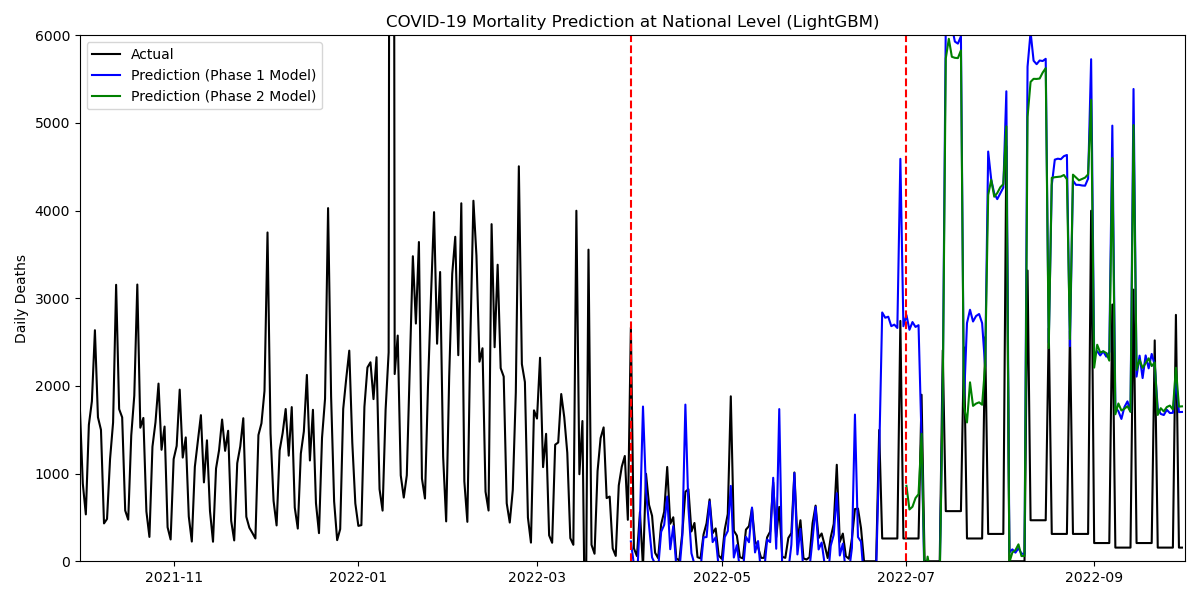 COVID-19 Mortality Prediction at National Level (LightGBM)
Actual
Prediction (Phase 1 Model)
Prediction (Phase 2 Model)
Daily Deaths
6000
5000
4000
3000
2000
1000
0
2021-11
2022-01
2022-03
2022-05
2022-07
2022-09